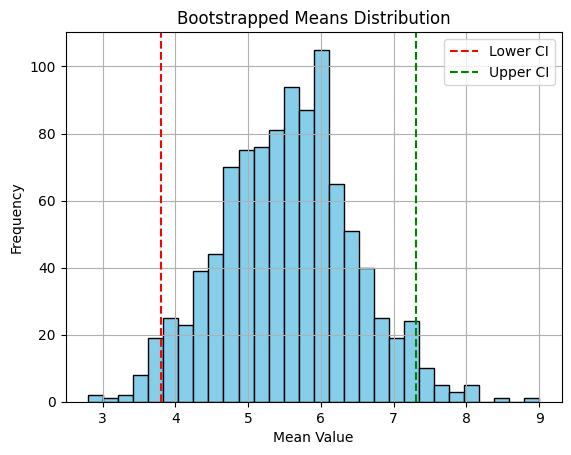 Bootstrapped Means Distribution
Lower CI
Upper CI
100
80
60
40
20
0
Frequency
3 4 5 6 7 8 9
Mean Value